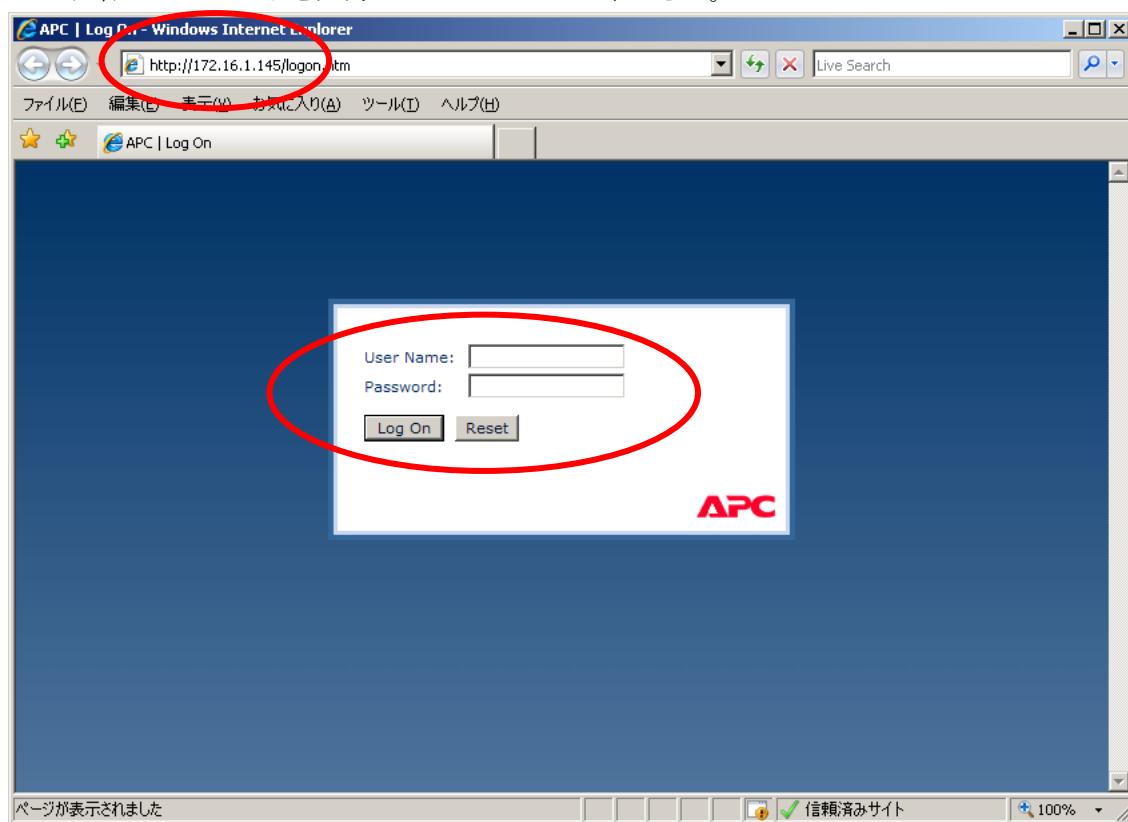 APC | Log On - Windows Internet Explorer
http://172.16.1.145/logon.htm
Live Search
ファイル(F) 編集(E) 表示(V) お気に入り(A) ツール(T) ヘルプ(H)
APC | Log On
User Name:
Password:
Log On Reset
APC
ページが表示されました 信頼済みサイト 100%